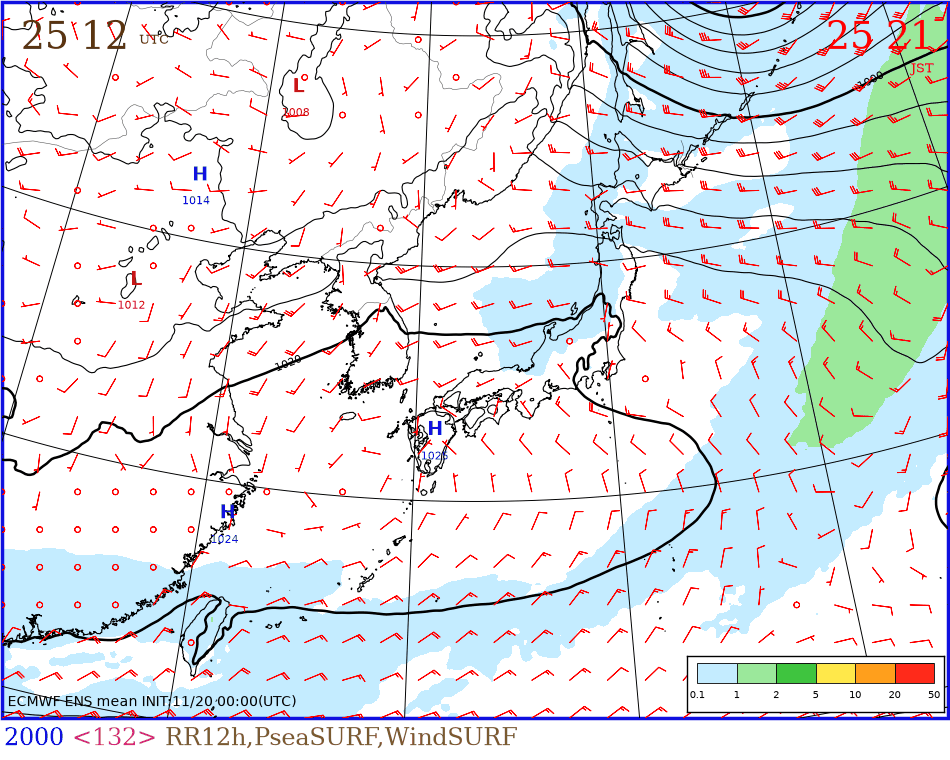 25 12 UTC
25 21
JST
1000
L
1008
H
1014
L
1012
1020
H
1025
H
1024
0.1 1 2 5 10 20 50
ECMWF ENS mean INIT:11/20 00:00(UTC)
2000 <132> RR12h,PseaSURF,WindSURF